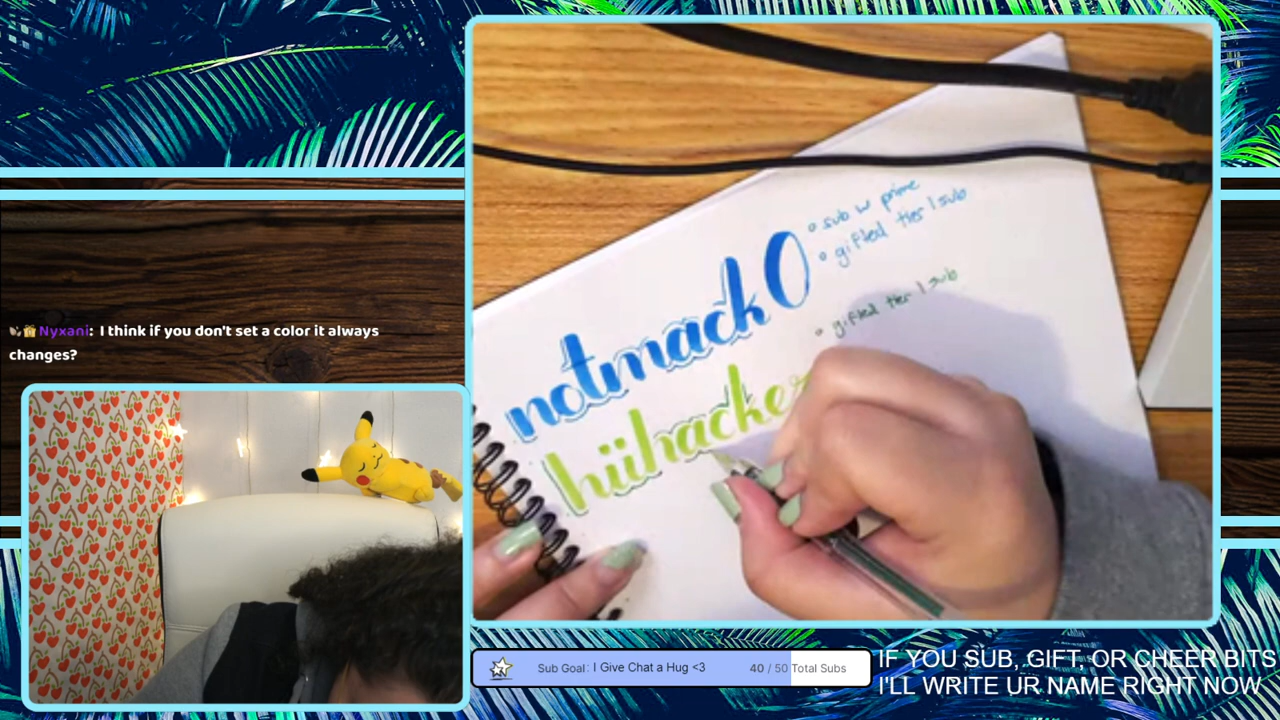 Nyxani: I think if you don't set a color it always
changes?
notmack0
sub w prime
gifted tier 1 sub
hiihacker
gifted tier 1 sub
Sub Goal: I Give Chat a Hug <3 40 / 50 Total Subs
IF YOU SUB, GIFT, OR CHEER BITS
I'LL WRITE UR NAME RIGHT NOW